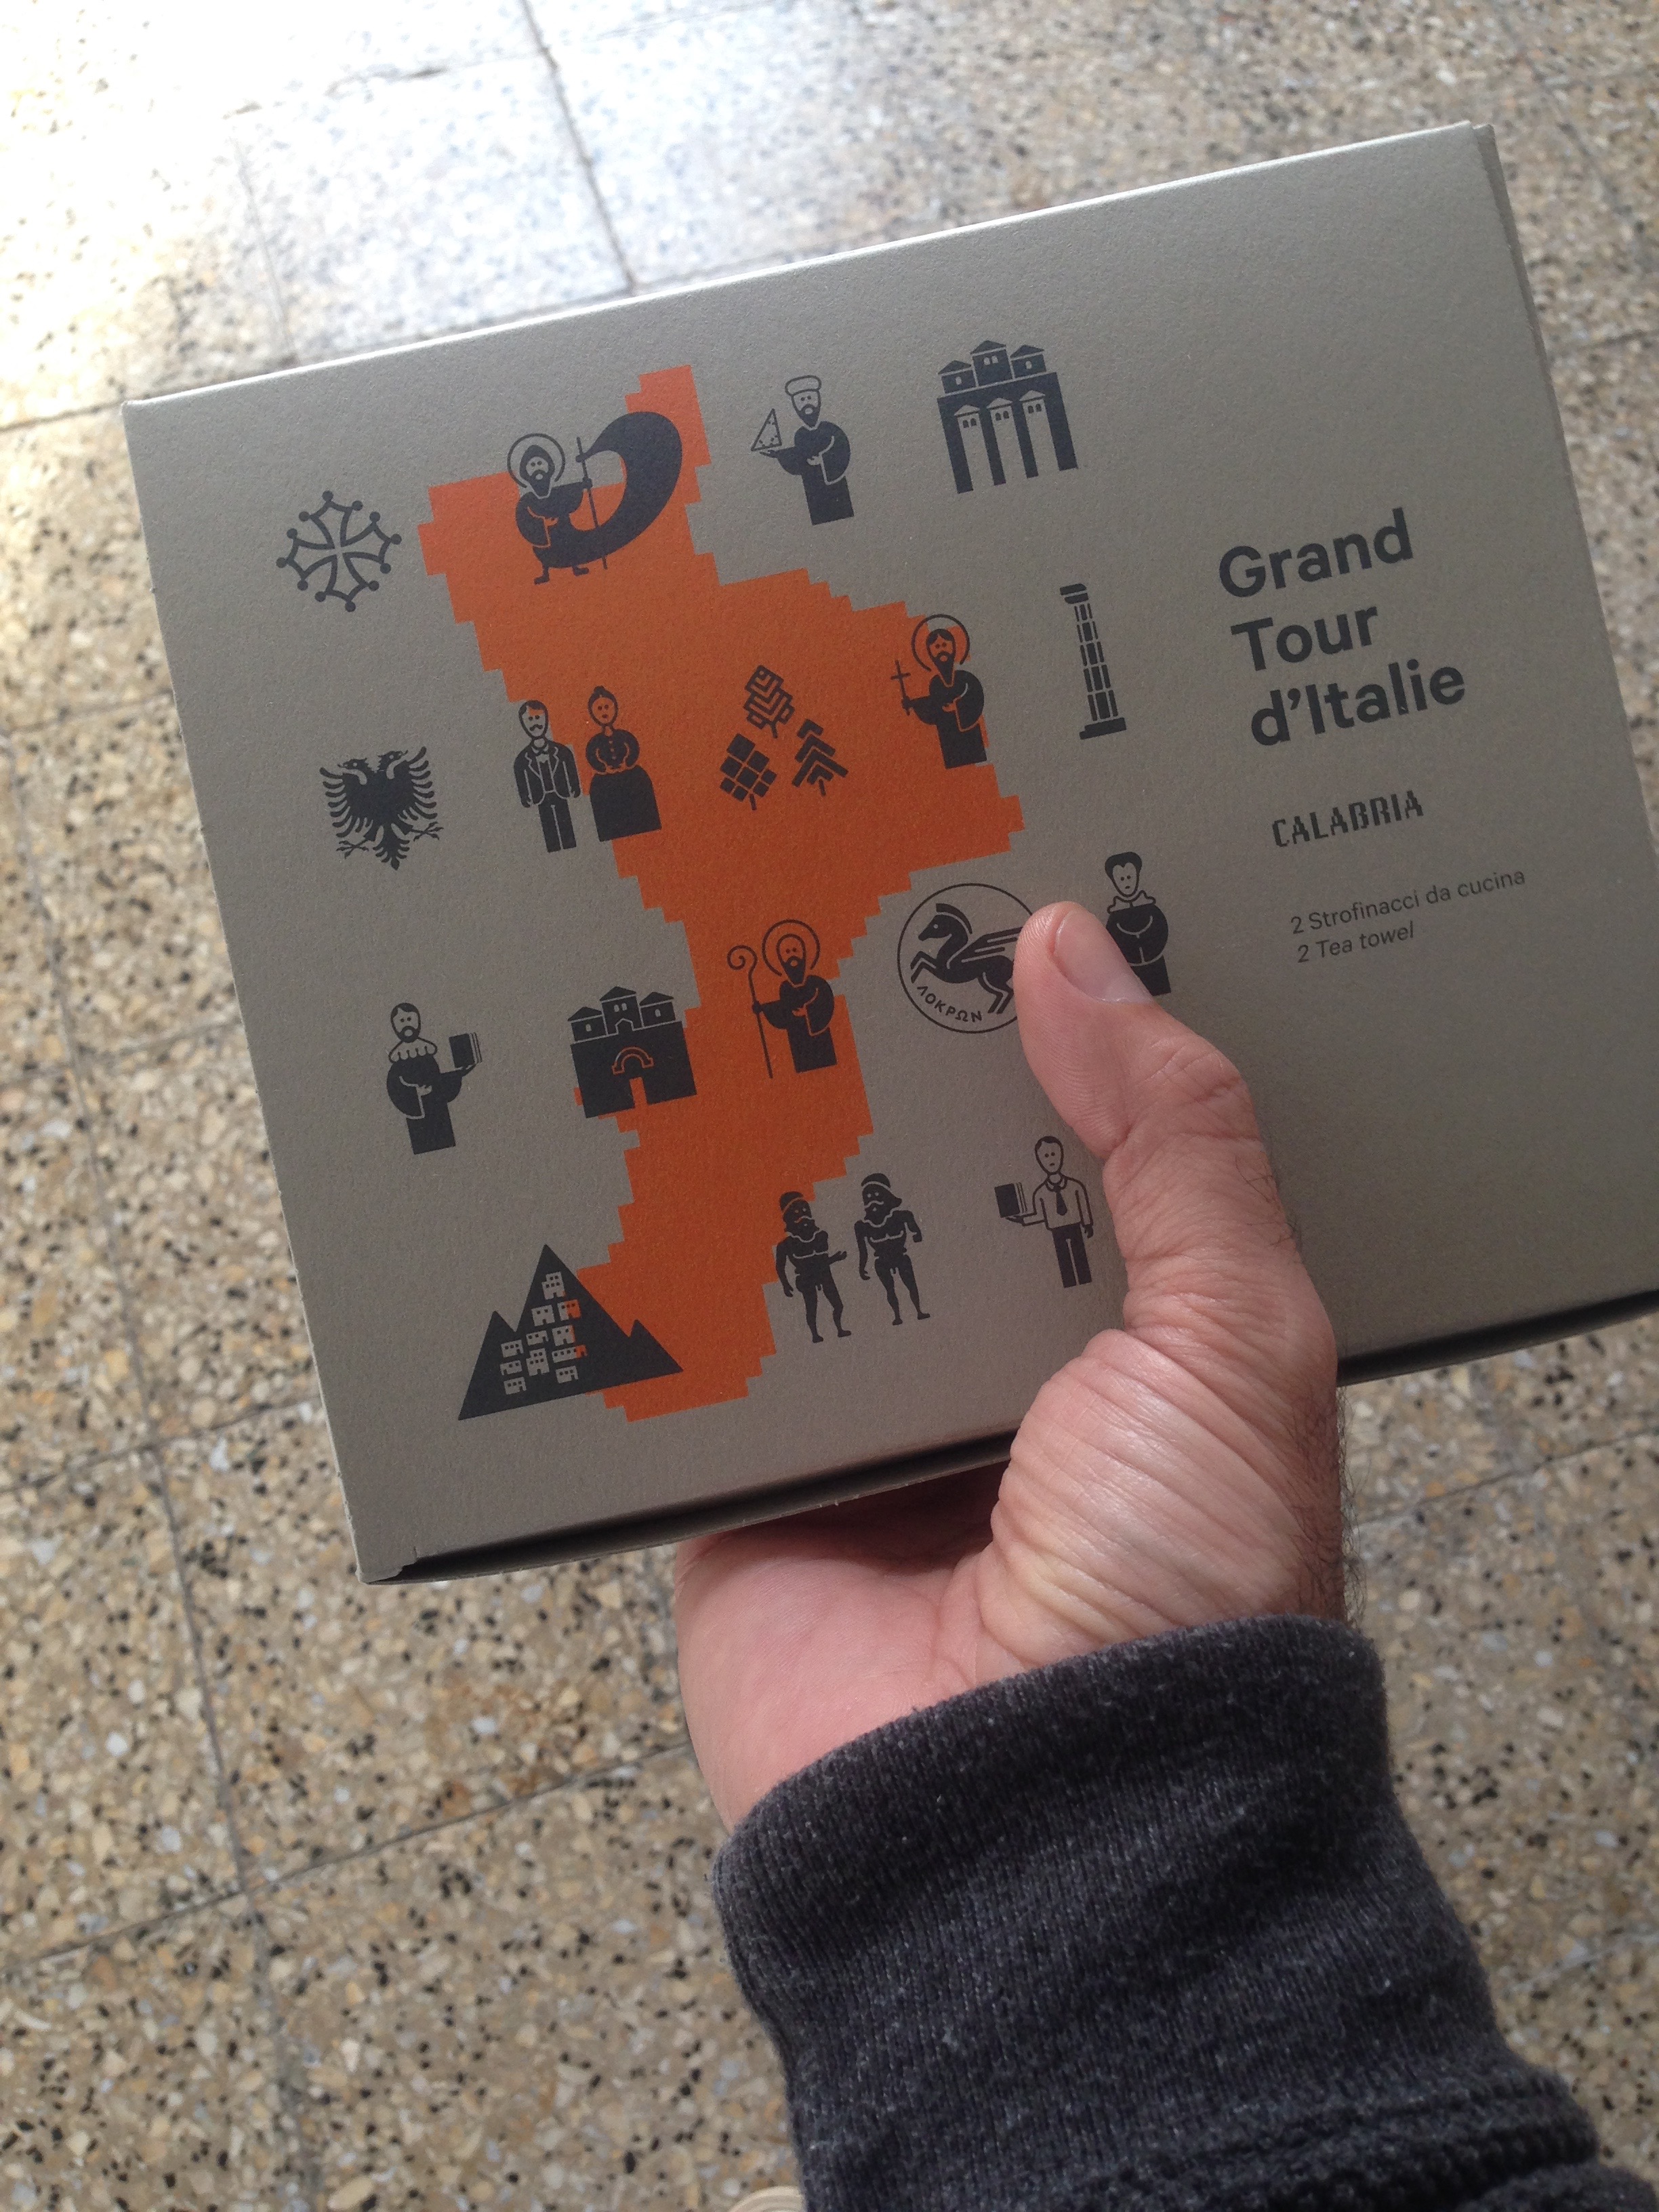 Grand
Tour
d'Italie
CALABRIA
2 Strofinacci da cucina
2 Tea towel
ΛΟΚΡΩΝ